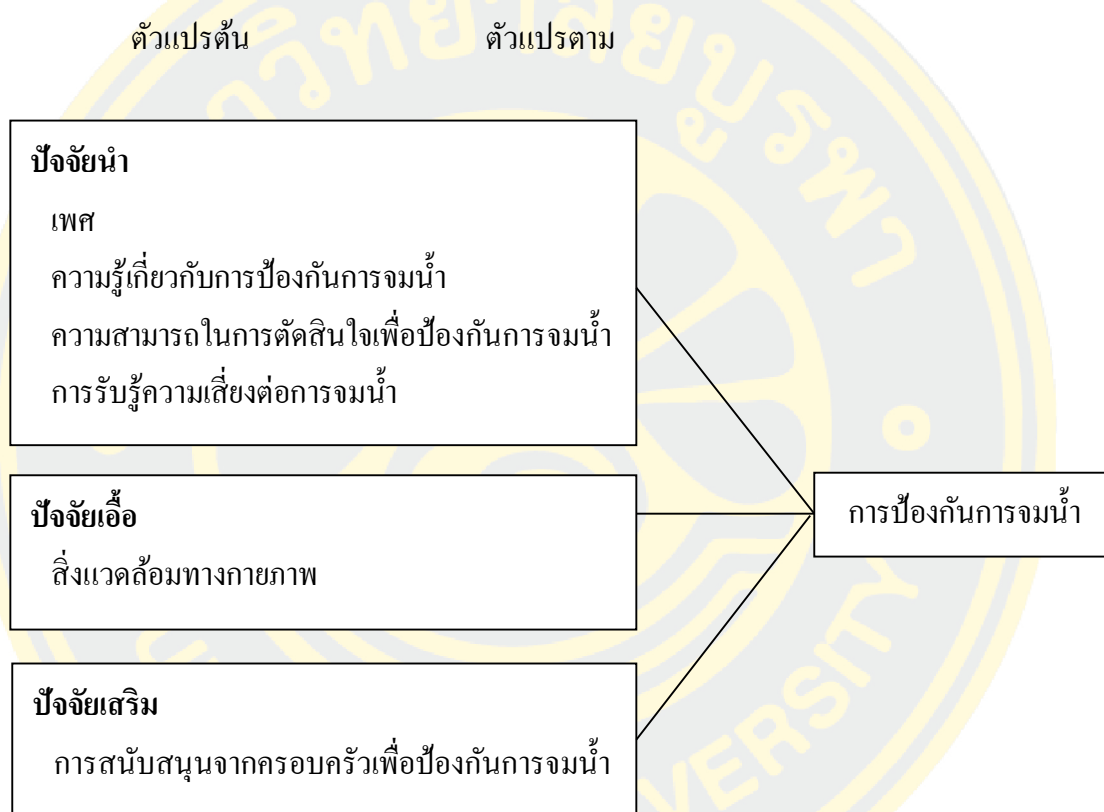 ตัวแปรต้น ตัวแปรตาม
ปัจจัยนำ
เพศ
ความรู้เกี่ยวกับการป้องกันการจมน้ำ
ความสามารถในการตัดสินใจเพื่อป้องกันการจมน้ำ
การรับรู้ความเสี่ยงต่อการจมน้ำ
ปัจจัยเอื้อ
สิ่งแวดล้อมทางกายภาพ
การป้องกันการจมน้ำ
ปัจจัยเสริม
การสนับสนุนจากครอบครัวเพื่อป้องกันการจมน้ำ